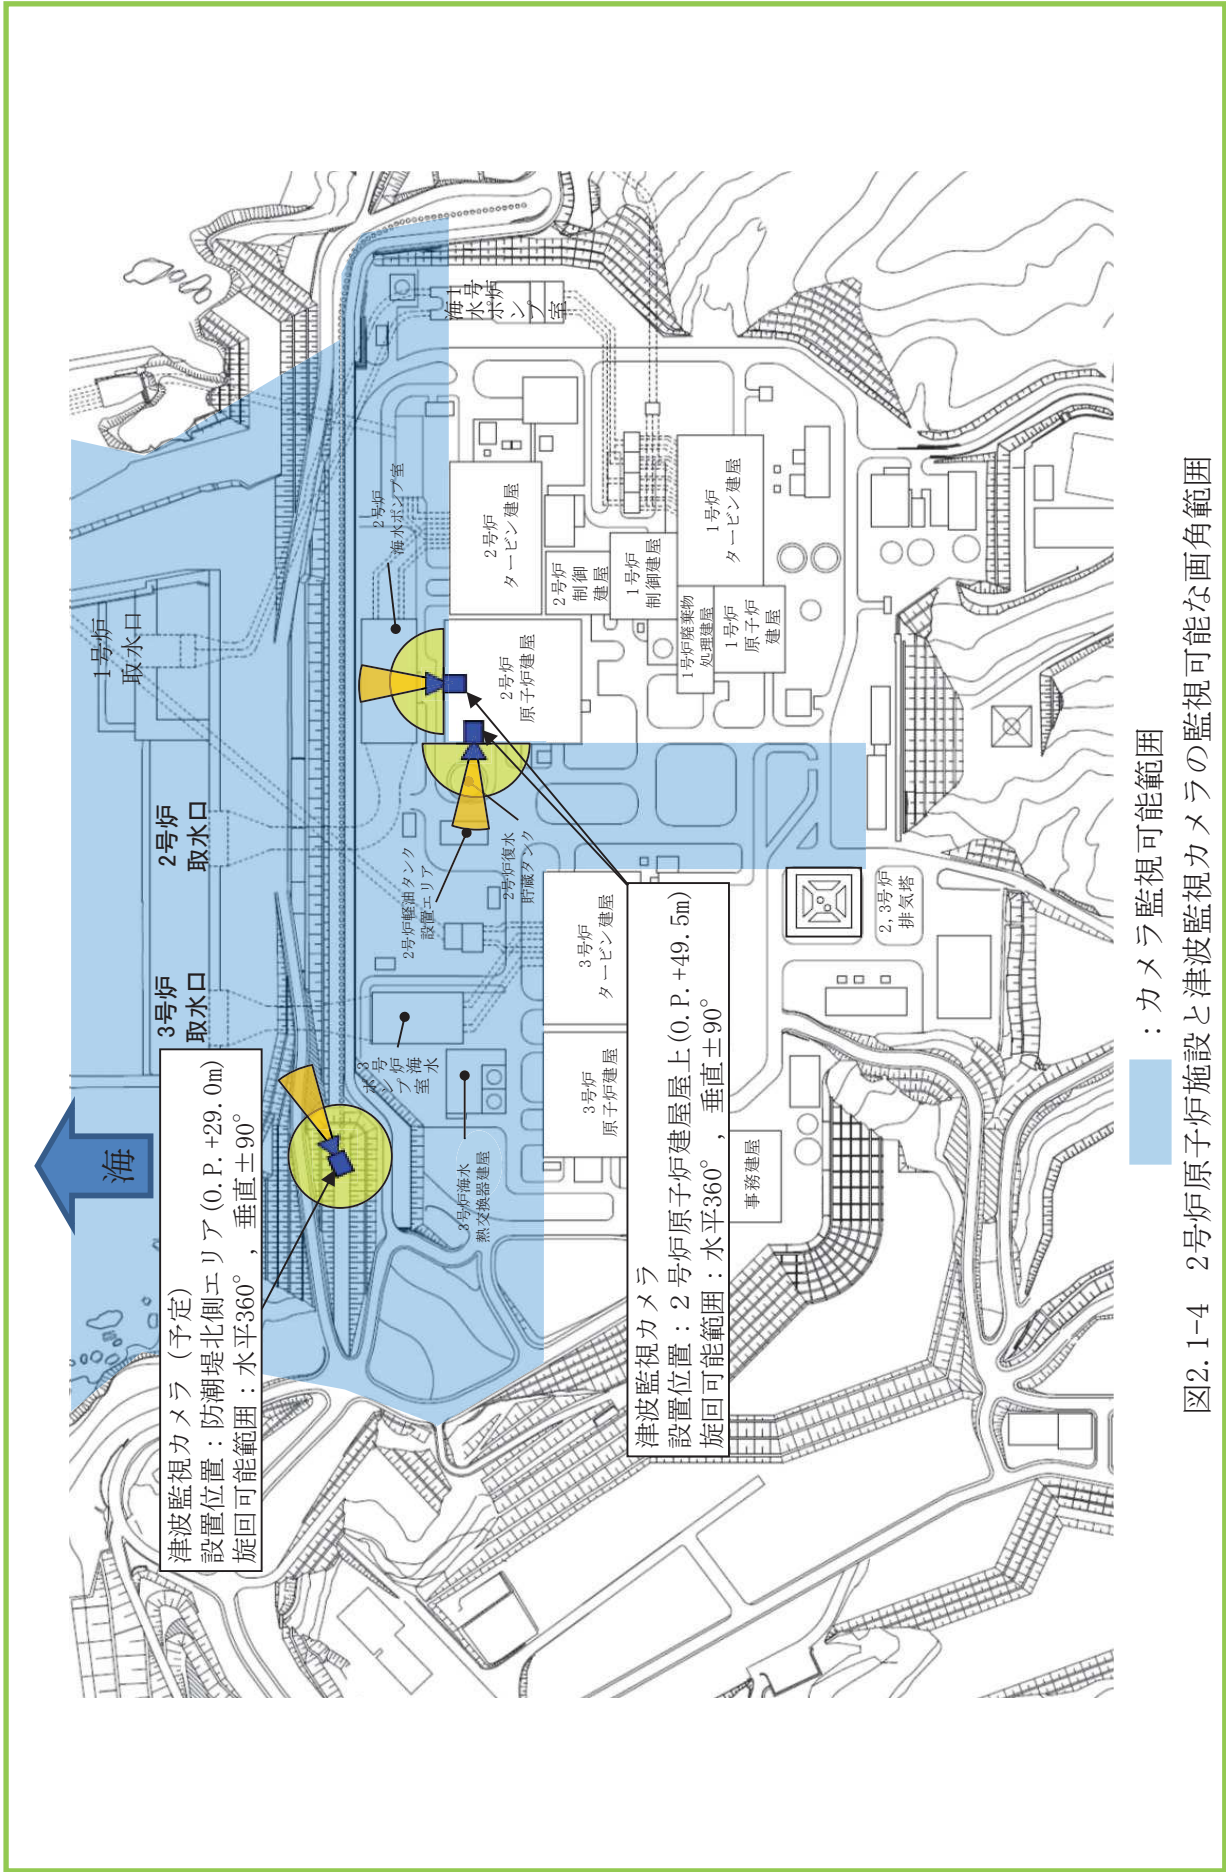 海
1号炉
取水口
2号炉
取水口
3号炉
取水口
津波監視カメラ（予定）
設置位置：防潮堤北側エリア(O.P.+29.0m)
旋回可能範囲：水平360°，垂直±90°
海1号
水号
ポ炉
ンプ室
2号炉
海水ポンプ室
3号炉海水
ポンプ室
3号炉海水
熱交換器建屋
2号炉軽油タンク
設置エリア
2号炉復水
貯蔵タンク
2号炉
タービン建屋
2号炉
制御
建屋
1号炉
制御建屋
1号炉
タービン建屋
2号炉
原子炉建屋
1号炉廃棄物
処理建屋
1号炉
原子炉
建屋
3号炉
タービン建屋
3号炉
原子炉建屋
2,3号炉
排気塔
事務建屋
津波監視カメラ
設置位置：２号炉原子炉建屋屋上(O.P.+49.5m)
旋回可能範囲：水平360°，垂直±90°
：カメラ監視可能範囲
図2.1-4　2号炉原子炉施設と津波監視カメラの監視可能な画角範囲